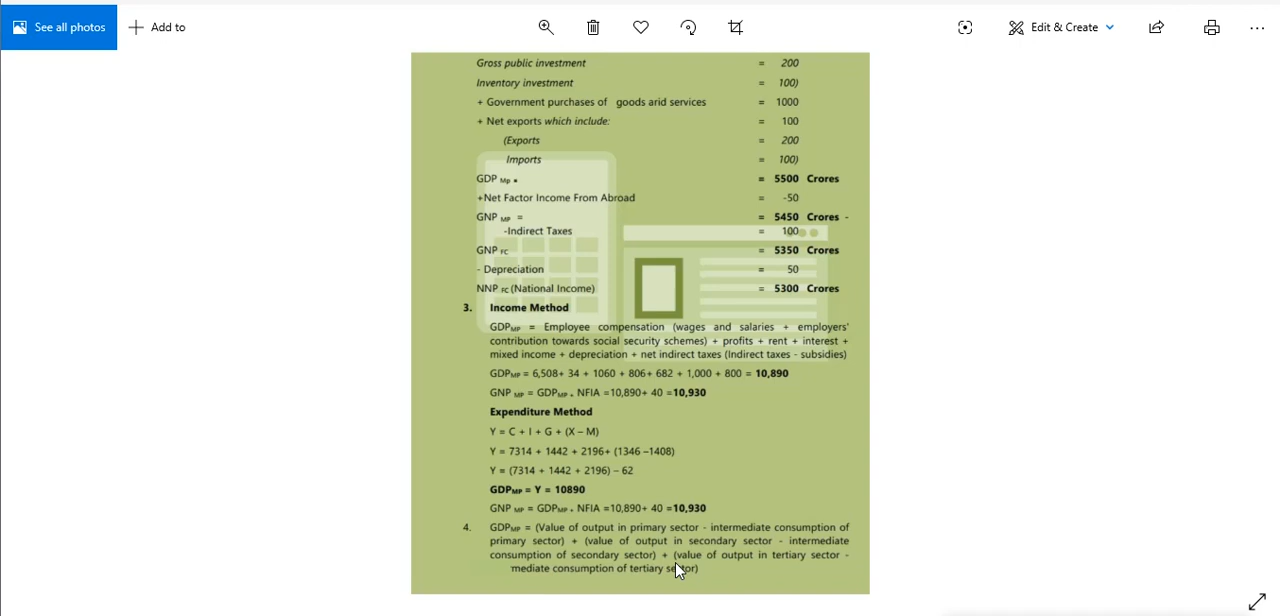 See all photos
Add to
Edit & Create
Gross public investment = 200
Inventory investment = 100)
+ Government purchases of goods arid services = 1000
+ Net exports which include: = 100
(Exports = 200
Imports = 100)
GDP Mp = = 5500 Crores
+Net Factor Income From Abroad = -50
GNP MP = = 5450 Crores -
-Indirect Taxes = 100
GNP FC = 5350 Crores
- Depreciation = 50
NNP FC (National Income) = 5300 Crores
3. Income Method
GDPMP = Employee compensation (wages and salaries + employers'
contribution towards social security schemes) + profits + rent + interest +
mixed income + depreciation + net indirect taxes (Indirect taxes - subsidies)
GDPMP = 6,508+ 34 + 1060 + 806+ 682 + 1,000 + 800 = 10,890
GNP MP = GDPMP + NFIA =10,890+ 40 =10,930
Expenditure Method
Y = C + I + G + (X – M)
Y = 7314 + 1442 + 2196+ (1346 –1408)
Y = (7314 + 1442 + 2196) – 62
GDPMP = Y = 10890
GNP MP = GDPMP + NFIA =10,890+ 40 =10,930
4. GDPMP = (Value of output in primary sector - intermediate consumption of
primary sector) + (value of output in secondary sector - intermediate
consumption of secondary sector) + (value of output in tertiary sector -
mediate consumption of tertiary sector)